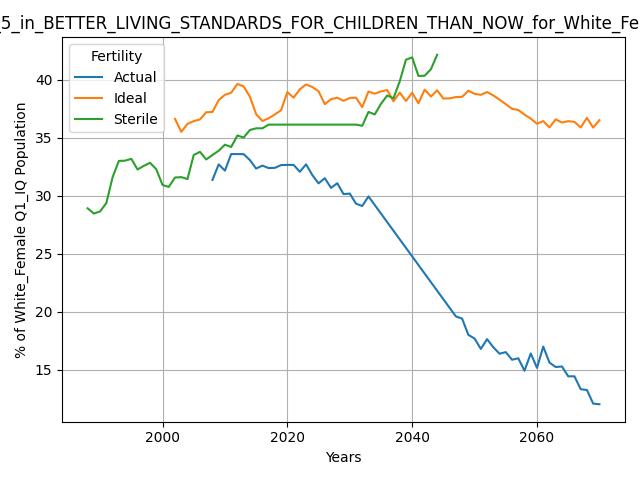 _5_in_BETTER_LIVING_STANDARDS_FOR_CHILDREN_THAN_NOW_for_White_Fe
Fertility
Actual
Ideal
Sterile
% of White_Female Q1_IQ Population
40
35
30
25
20
15
2000
2020
2040
2060
Years